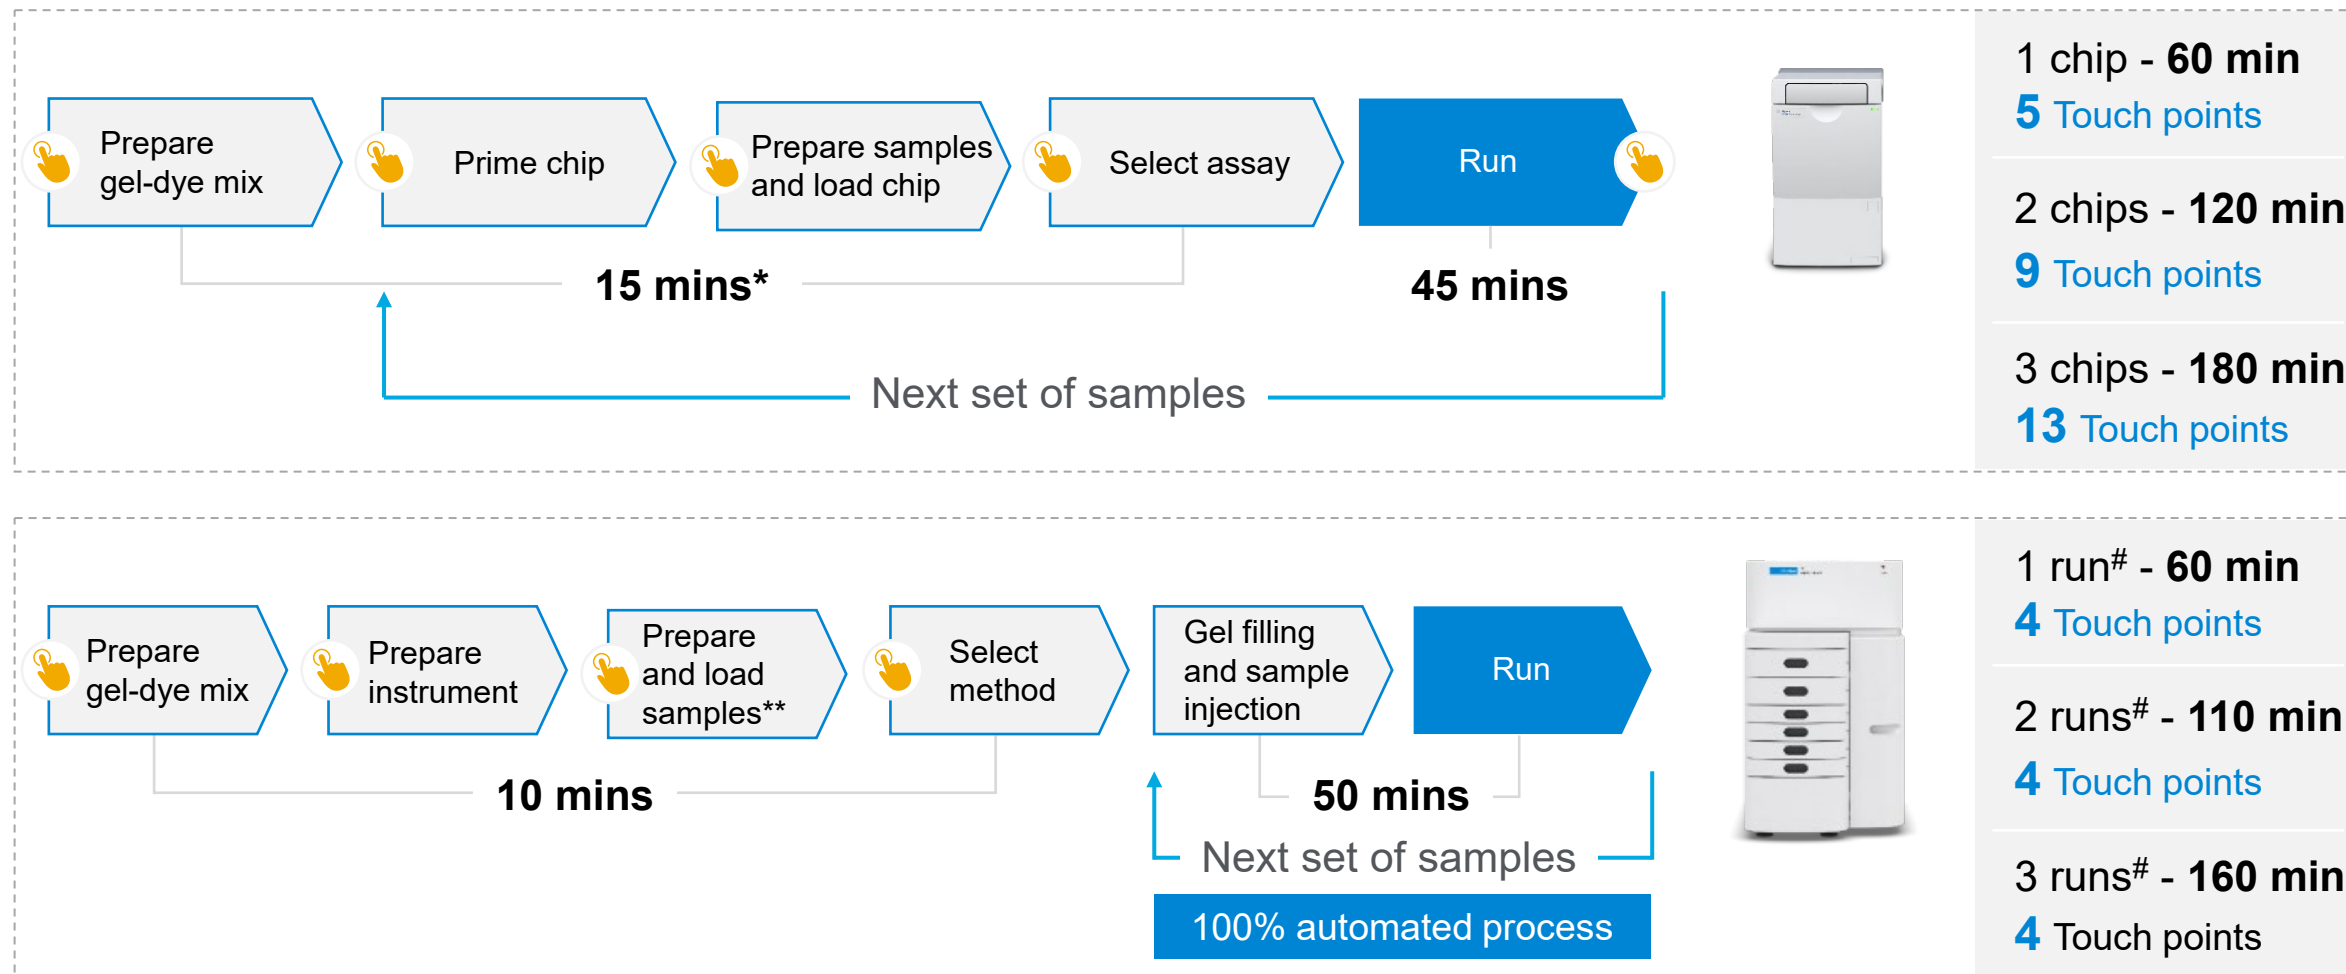 Prepare
gel-dye mix
Prime chip
Prepare samples
and load chip
Select assay
Run
15 mins*
45 mins
Next set of samples
1 chip - 60 min
5 Touch points
2 chips - 120 min
9 Touch points
3 chips - 180 min
13 Touch points
Prepare
gel-dye mix
Prepare
instrument
Prepare
and load
samples**
Select
method
Gel filling
and sample
injection
Run
10 mins
50 mins
Next set of samples
100% automated process
1 run# - 60 min
4 Touch points
2 runs# - 110 min
4 Touch points
3 runs# - 160 min
4 Touch points